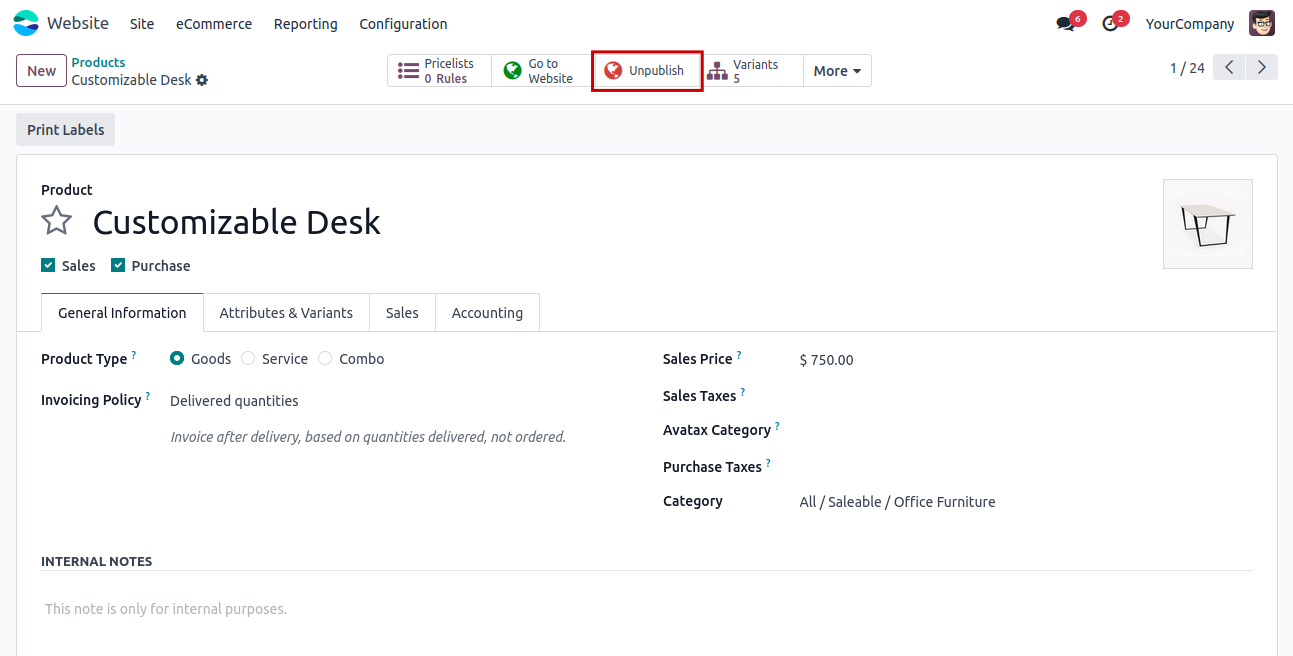 Website Site eCommerce Reporting Configuration 6 2 YourCompany
New
Products
Customizable Desk
Pricelists
0 Rules
Go to
Website
Unpublish
Variants
5
More
1 / 24
Print Labels
Product
Customizable Desk
Sales Purchase
General Information Attributes & Variants Sales Accounting
Product Type ? Goods Service Combo
Invoicing Policy ? Delivered quantities
Invoice after delivery, based on quantities delivered, not ordered.
Sales Price ? $ 750.00
Sales Taxes ?
Avatax Category ?
Purchase Taxes ?
Category All / Saleable / Office Furniture
INTERNAL NOTES
This note is only for internal purposes.